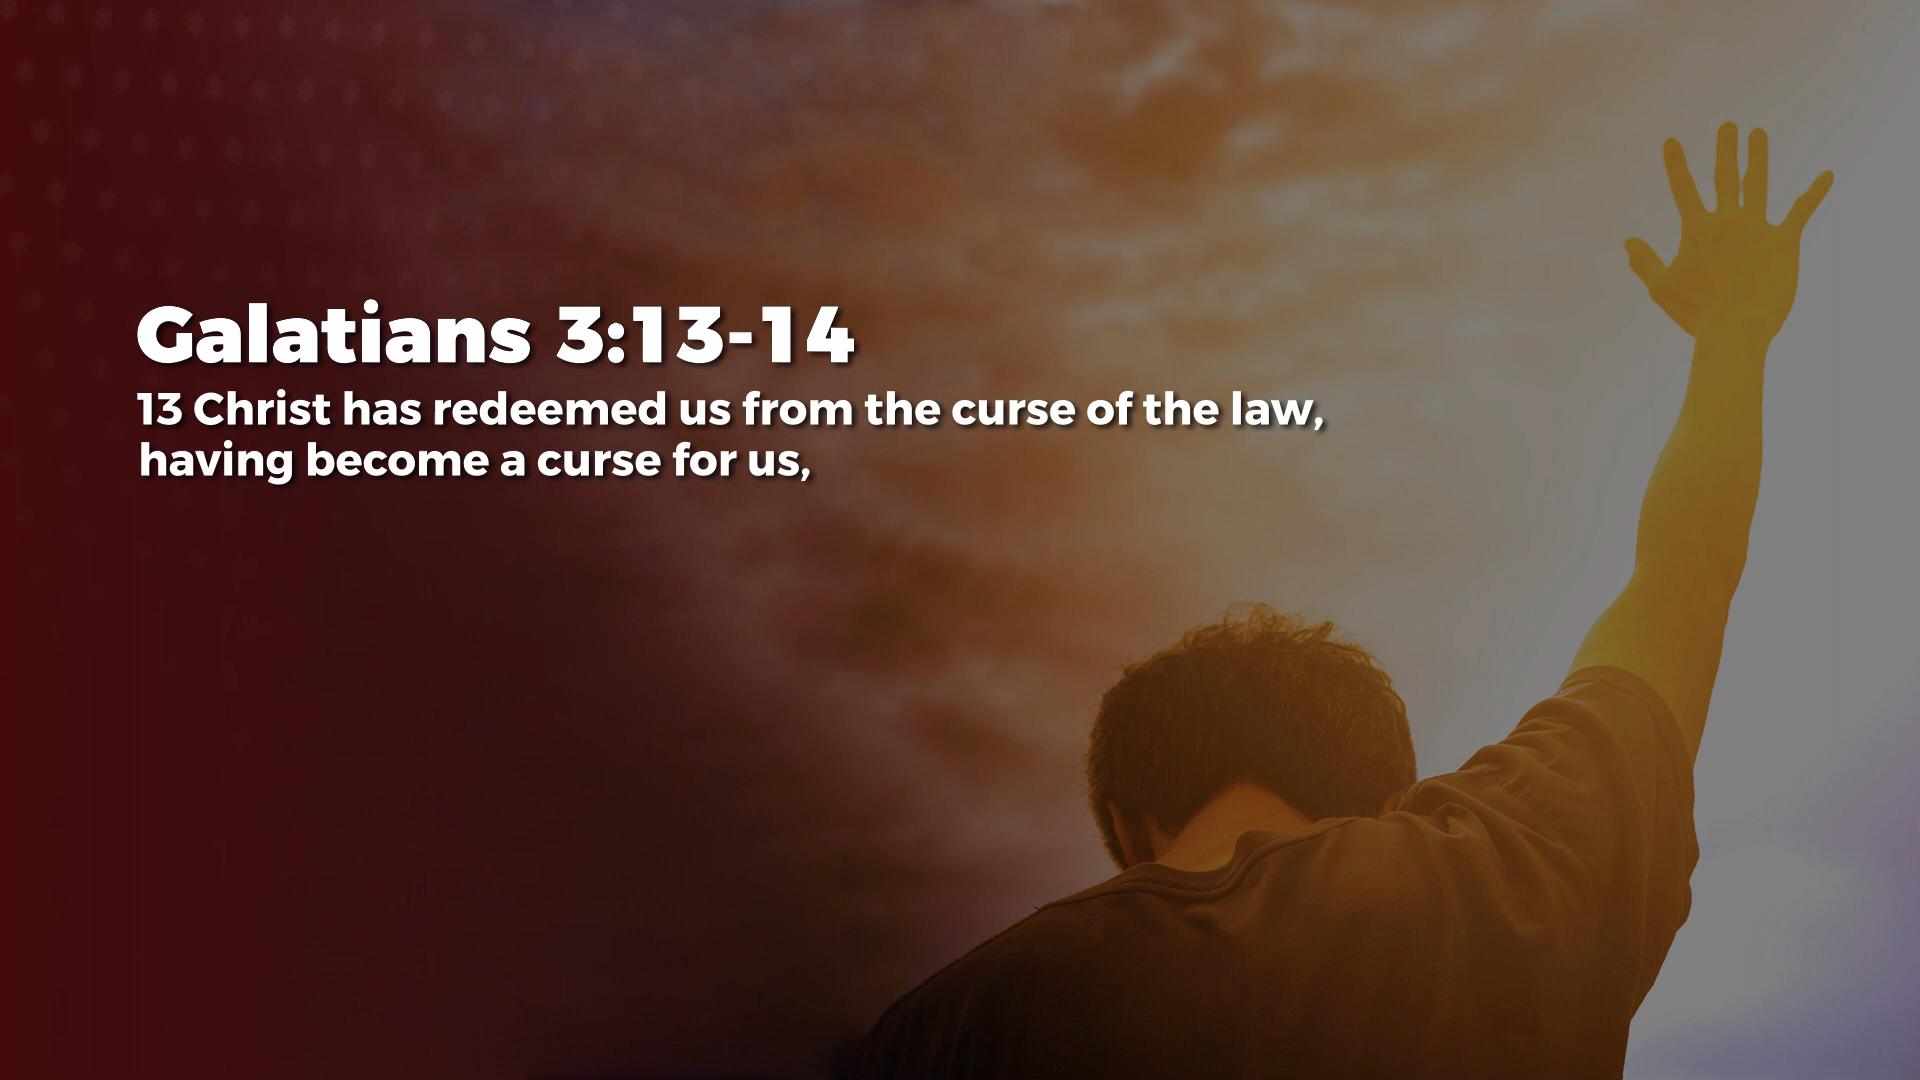 Galatians 3:13-14
13 Christ has redeemed us from the curse of the law,
having become a curse for us,